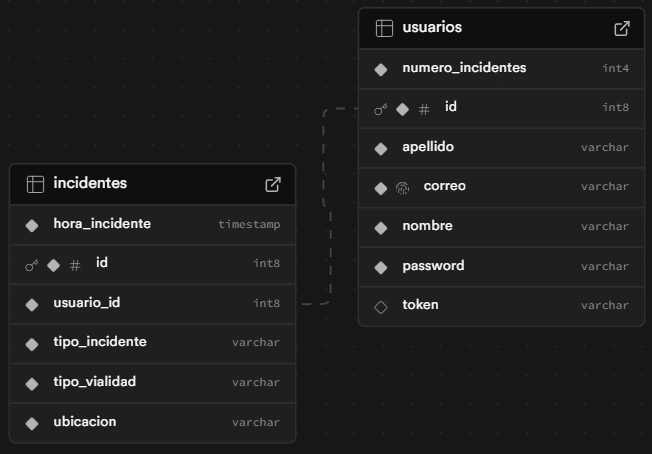 usuarios
numero_incidentes int4
# id int8
apellido varchar
correo varchar
nombre varchar
password varchar
token varchar
incidentes
hora_incidente timestamp
# id int8
usuario_id int8
tipo_incidente varchar
tipo_vialidad varchar
ubicacion varchar